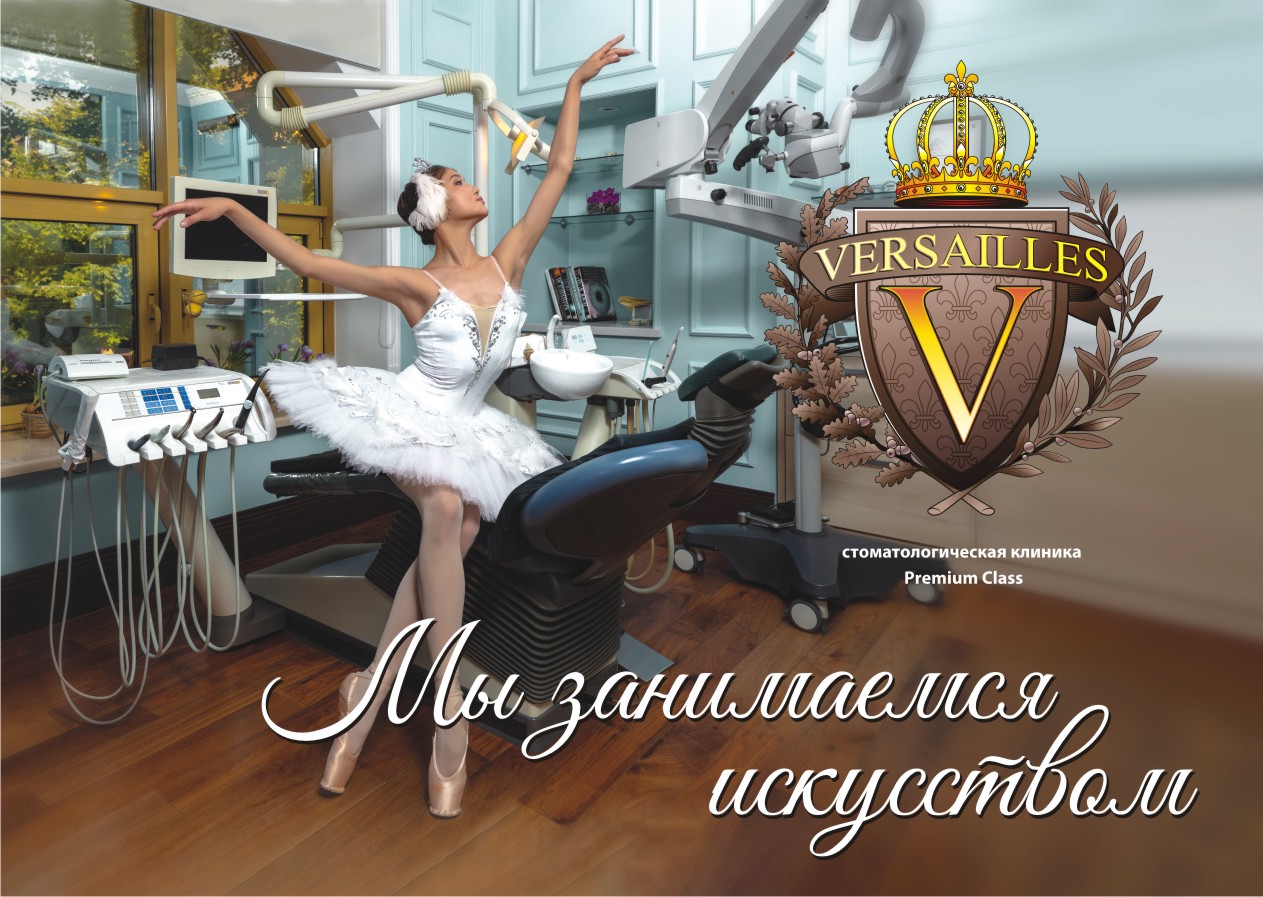 VERSAILLES
V
стоматологическая клиника
Premium Class
Мы занимаемся
искусством